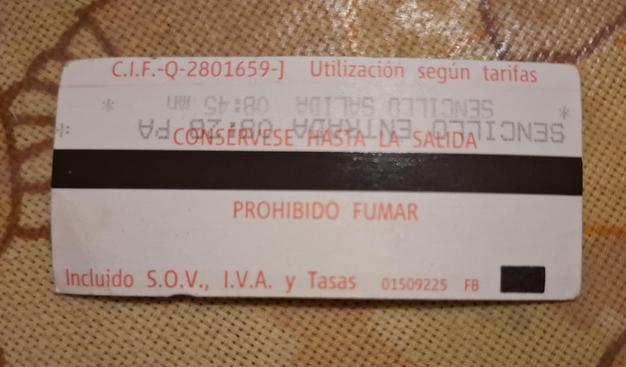 C.I.F.-Q-2801659-J Utilización según tarifas
* SENCILLO SALIDA 08:45 mn *
SENCILLO ENTRADA 08:28 PA *
CONSÉRVESE HASTA LA SALIDA
PROHIBIDO FUMAR
Incluido S.O.V., I.V.A. y Tasas 01509225 FB